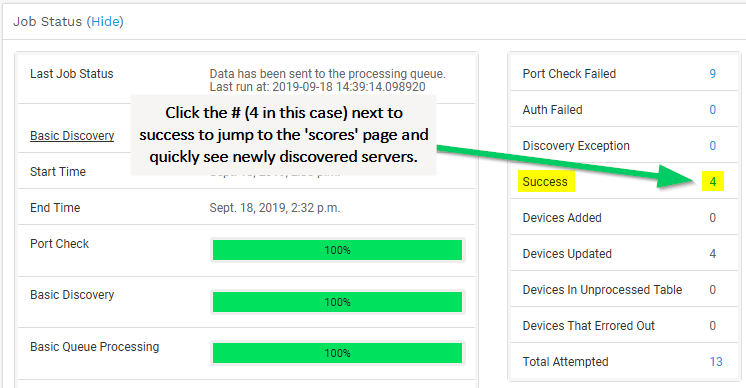 Job Status (Hide)
Last Job Status
Data has been sent to the processing queue.
Last run at: 2019-09-18 14:39:14.098920
Click the # (4 in this case) next to
success to jump to the 'scores' page and
quickly see newly discovered servers.
Basic Discovery
Start Time
End Time
Sept. 18, 2019, 2:32 p.m.
Port Check
100%
Basic Discovery
100%
Basic Queue Processing
100%
Port Check Failed 9
Auth Failed 0
Discovery Exception 0
Success 4
Devices Added 0
Devices Updated 4
Devices In Unprocessed Table 0
Devices That Errored Out 0
Total Attempted 13